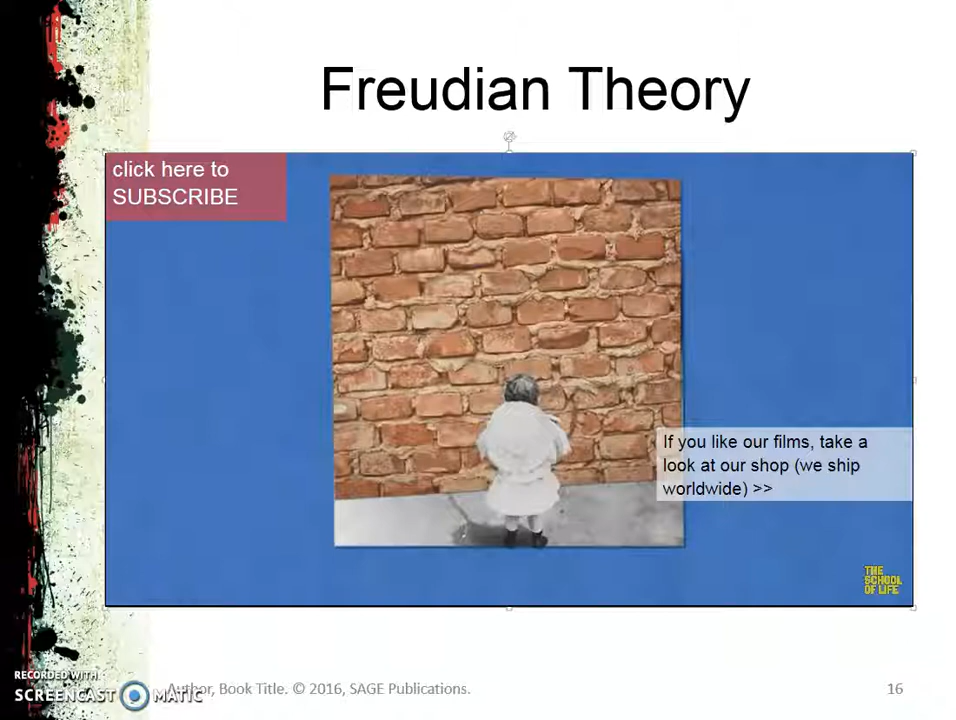 Freudian Theory
click here to
SUBSCRIBE
If you like our films, take a
look at our shop (we ship
worldwide) >>
THE
SCHOOL
OF LIFE
RECORDED WITH
SCREENCAST MATIC
Author, Book Title. © 2016, SAGE Publications.
16